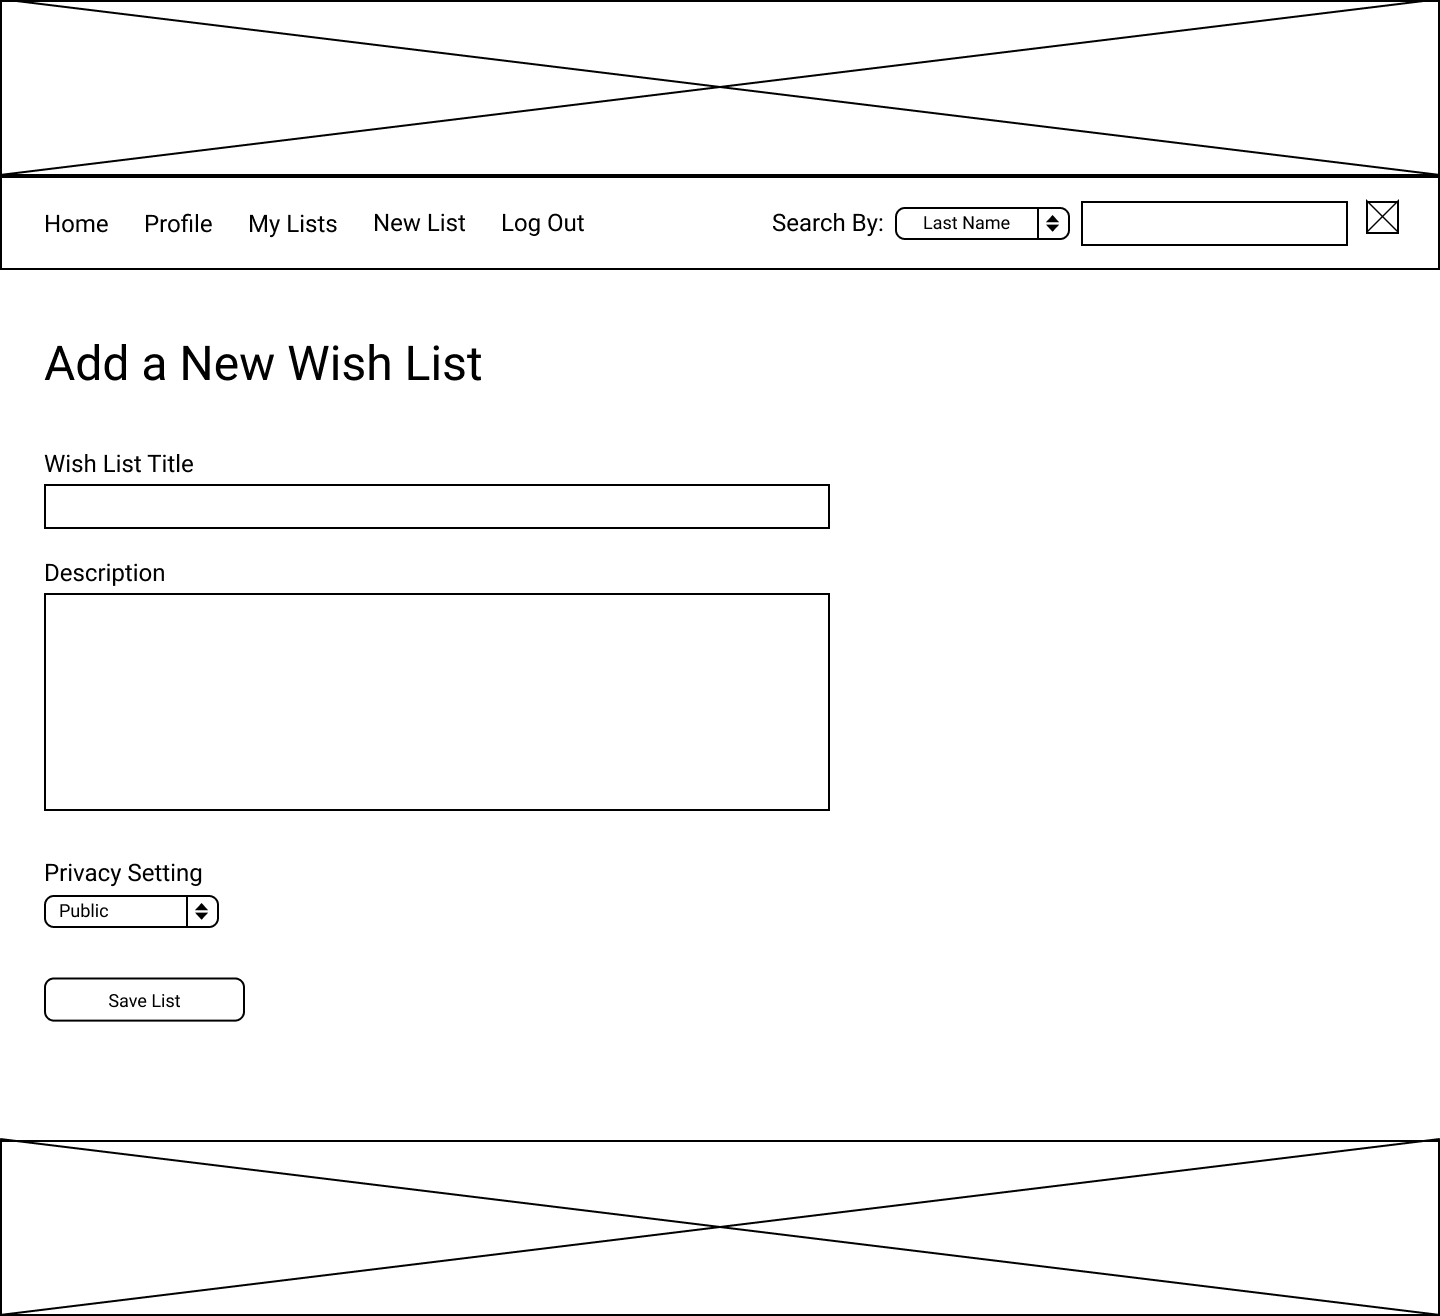 Home Profile My Lists New List Log Out Search By: Last Name
Add a New Wish List
Wish List Title
Description
Privacy Setting
Public
Save List